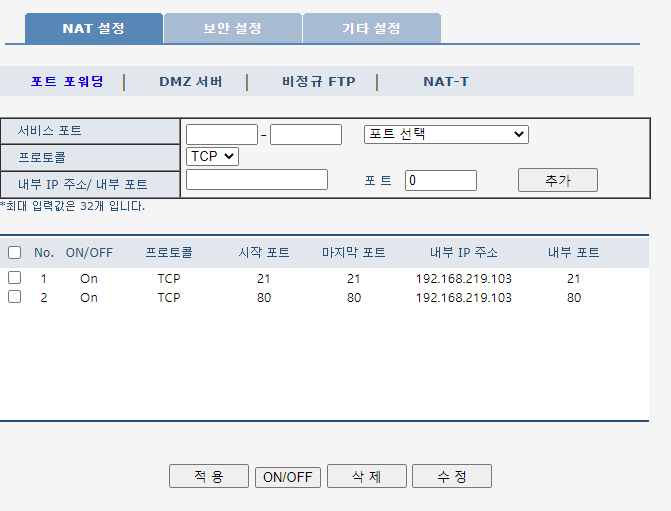 NAT 설정 보안 설정 기타 설정
포트 포워딩 DMZ 서버 비정규 FTP NAT-T
서비스 포트 - 포트 선택
프로토콜 TCP
내부 IP 주소/ 내부 포트 포 트 0 추가
*최대 입력값은 32개 입니다.
No. ON/OFF 프로토콜 시작 포트 마지막 포트 내부 IP 주소 내부 포트
1 On TCP 21 21 192.168.219.103 21
2 On TCP 80 80 192.168.219.103 80
적 용 ON/OFF 삭 제 수 정